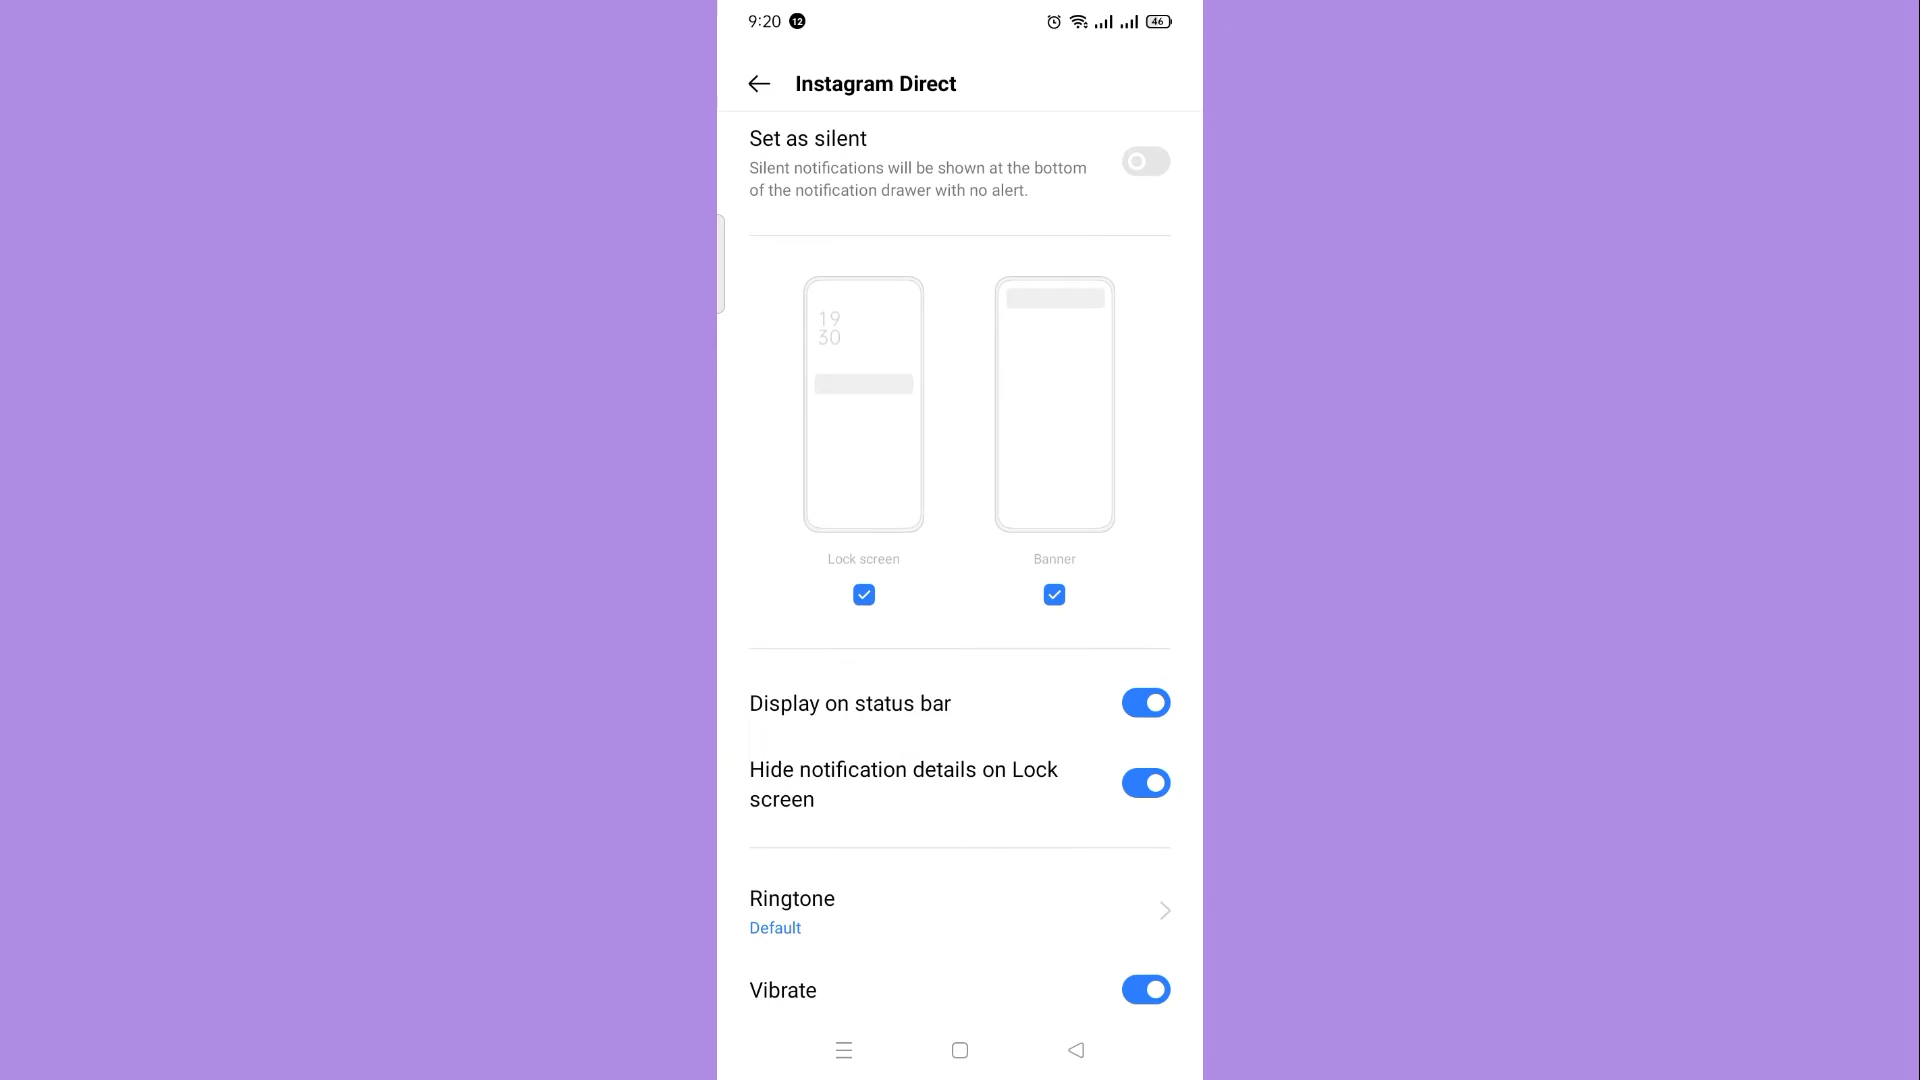 9:20 12 46
Instagram Direct
Set as silent
Silent notifications will be shown at the bottom
of the notification drawer with no alert.
19
30
Lock screen
Banner
Display on status bar
Hide notification details on Lock
screen
Ringtone
Default
Vibrate